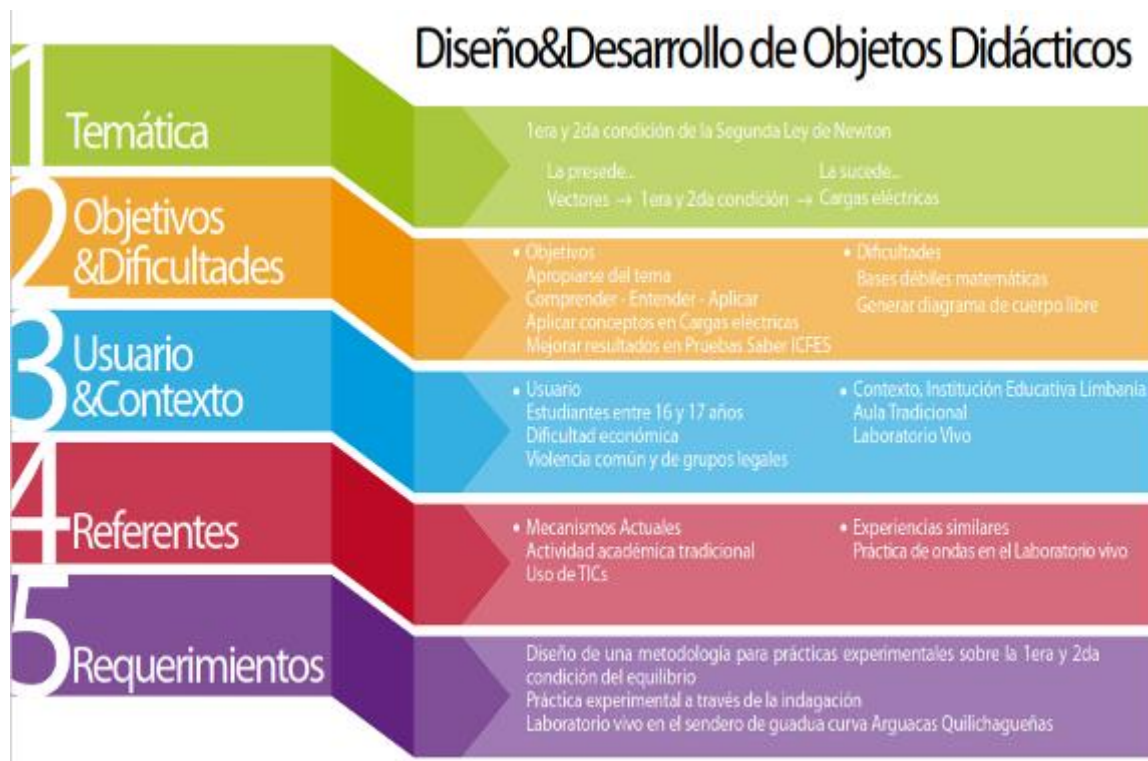 Diseño&Desarrollo de Objetos Didácticos
1
Temática
1era y 2da condición de la Segunda Ley de Newton
La presede... La sucede...
Vectores → 1era y 2da condición → Cargas eléctricas
2
Objetivos
&Dificultades
• Objetivos
Apropiarse del tema
Comprender - Entender - Aplicar
Aplicar conceptos en Cargas eléctricas
Mejorar resultados en Pruebas Saber ICFES
• Dificultades
Bases débiles matemáticas
Generar diagrama de cuerpo libre
3
Usuario
&Contexto
• Usuario
Estudiantes entre 16 y 17 años
Dificultad económica
Violencia común y de grupos legales
• Contexto, Institución Educativa Limbania
Aula Tradicional
Laboratorio Vivo
4
Referentes
• Mecanismos Actuales
Actividad académica tradicional
Uso de TICs
• Experiencias similares
Práctica de ondas en el Laboratorio vivo
5
Requerimientos
Diseño de una metodología para prácticas experimentales sobre la 1era y 2da
condición del equilibrio
Práctica experimental a través de la indagación
Laboratorio vivo en el sendero de guadua curva Arguacas Quilichagueñas